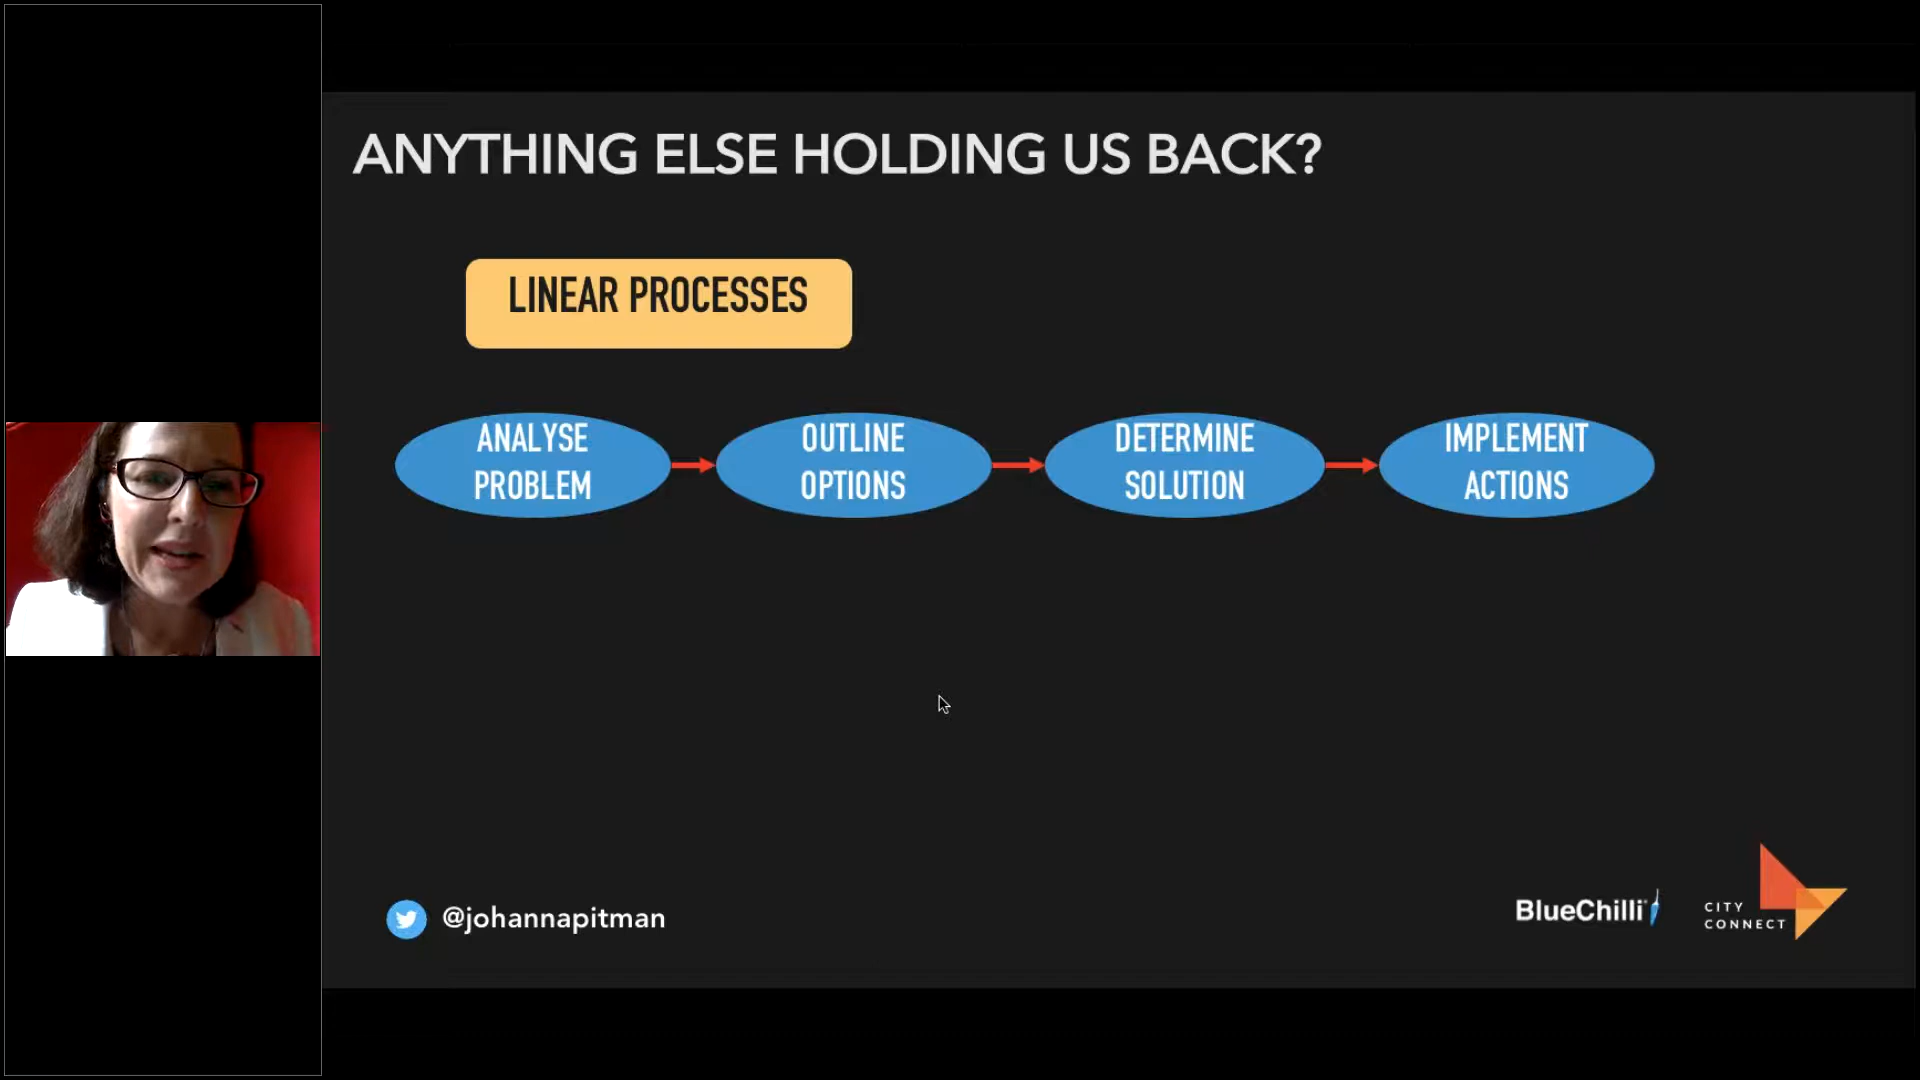 ANYTHING ELSE HOLDING US BACK?
LINEAR PROCESSES
ANALYSE
PROBLEM
OUTLINE
OPTIONS
DETERMINE
SOLUTION
IMPLEMENT
ACTIONS
@johannapitman
BlueChilli
CITY
CONNECT